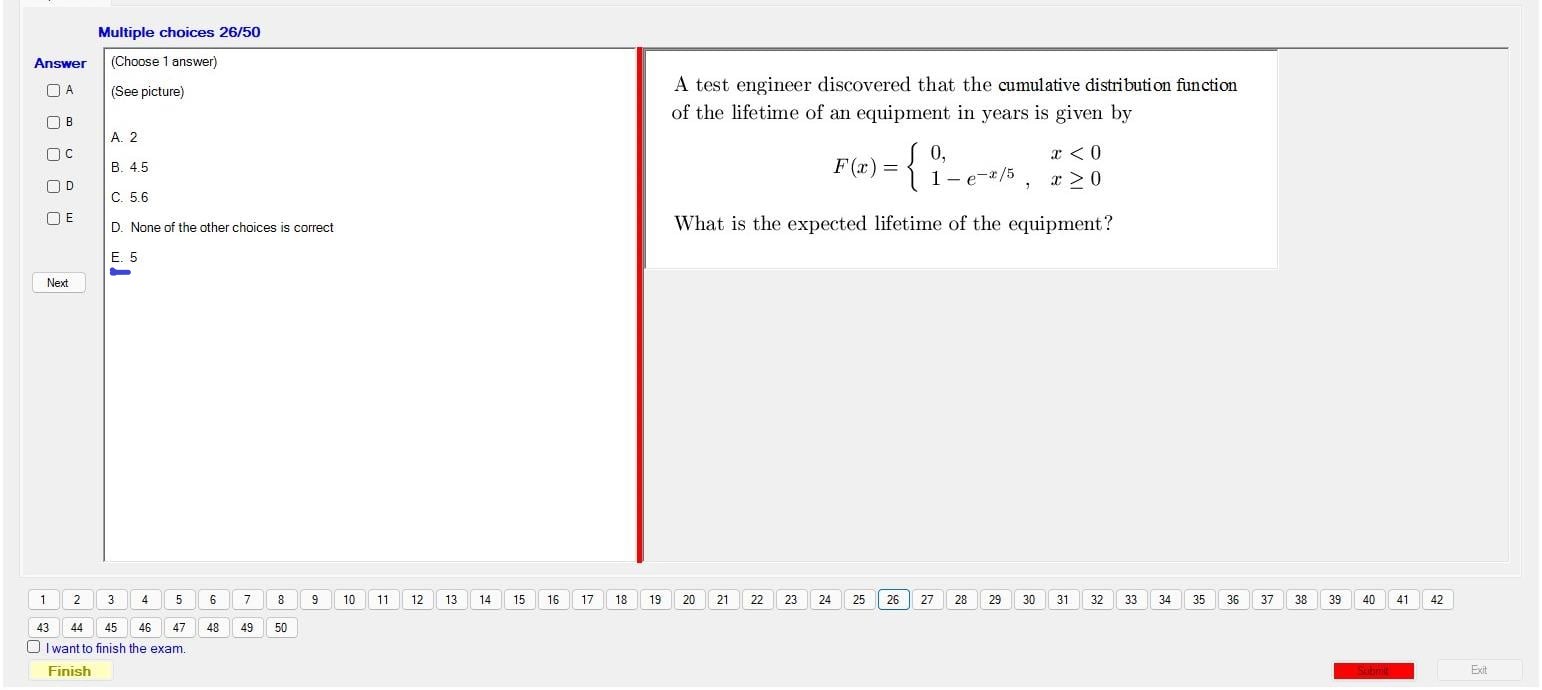 Multiple choices 26/50
Answer
A
B
C
D
E
Next
(Choose 1 answer)
(See picture)
A. 2
B. 4.5
C. 5.6
D. None of the other choices is correct
E. 5
A test engineer discovered that the cumulative distribution function
of the lifetime of an equipment in years is given by
F(x) = { 0, x < 0
1 − e^{−x/5} , x ≥ 0
What is the expected lifetime of the equipment?
1 2 3 4 5 6 7 8 9 10 11 12 13 14 15 16 17 18 19 20 21 22 23 24 25 26 27 28 29 30 31 32 33 34 35 36 37 38 39 40 41 42
43 44 45 46 47 48 49 50
I want to finish the exam.
Finish
Submit
Exit